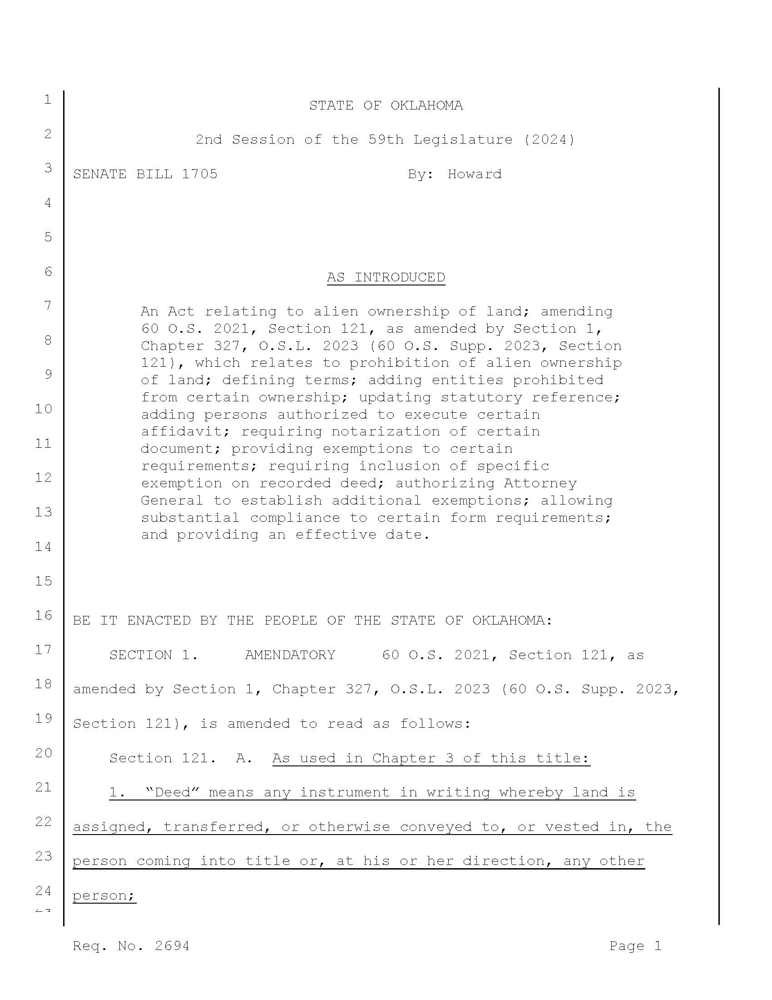 1 STATE OF OKLAHOMA
2 2nd Session of the 59th Legislature (2024)
3 SENATE BILL 1705 By: Howard
4
5
6 AS INTRODUCED
7 An Act relating to alien ownership of land; amending
60 O.S. 2021, Section 121, as amended by Section 1,
8 Chapter 327, O.S.L. 2023 (60 O.S. Supp. 2023, Section
121), which relates to prohibition of alien ownership
9 of land; defining terms; adding entities prohibited
from certain ownership; updating statutory reference;
10 adding persons authorized to execute certain
affidavit; requiring notarization of certain
11 document; providing exemptions to certain
requirements; requiring inclusion of specific
12 exemption on recorded deed; authorizing Attorney
General to establish additional exemptions; allowing
13 substantial compliance to certain form requirements;
and providing an effective date.
14
15
16 BE IT ENACTED BY THE PEOPLE OF THE STATE OF OKLAHOMA:
17 SECTION 1. AMENDATORY 60 O.S. 2021, Section 121, as
18 amended by Section 1, Chapter 327, O.S.L. 2023 (60 O.S. Supp. 2023,
19 Section 121), is amended to read as follows:
20 Section 121. A. As used in Chapter 3 of this title:
21 1. “Deed” means any instrument in writing whereby land is
22 assigned, transferred, or otherwise conveyed to, or vested in, the
23 person coming into title or, at his or her direction, any other
24 person;
Req. No. 2694 Page 1